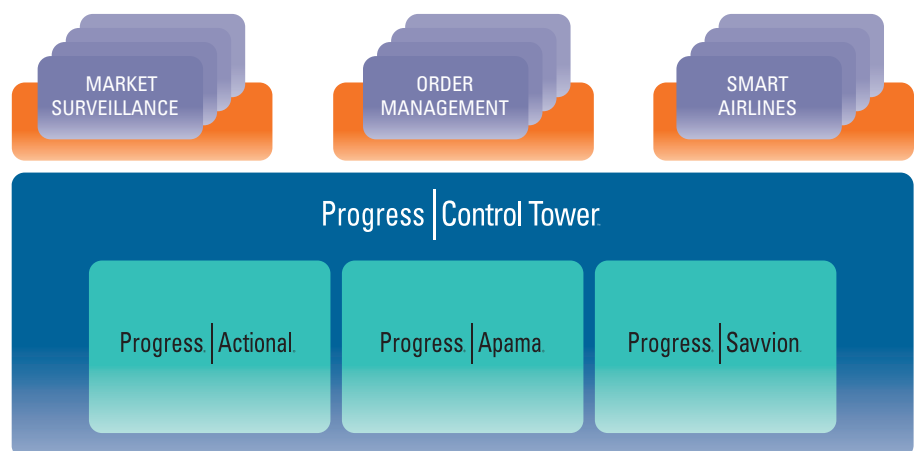 MARKET
SURVEILLANCE
ORDER
MANAGEMENT
SMART
AIRLINES
Progress | Control Tower
Progress | Actional
Progress | Apama
Progress | Savvion